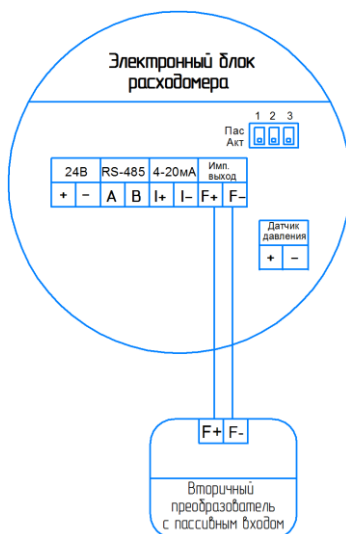 Электронный блок
расходомера
1 2 3
Пас
Акт
24В RS-485 4-20мА Имп. выход
+ - A B I+ I- F+ F-
Датчик
давления
+ -
F+ F-
Вторичный
преобразователь
с пассивным входом